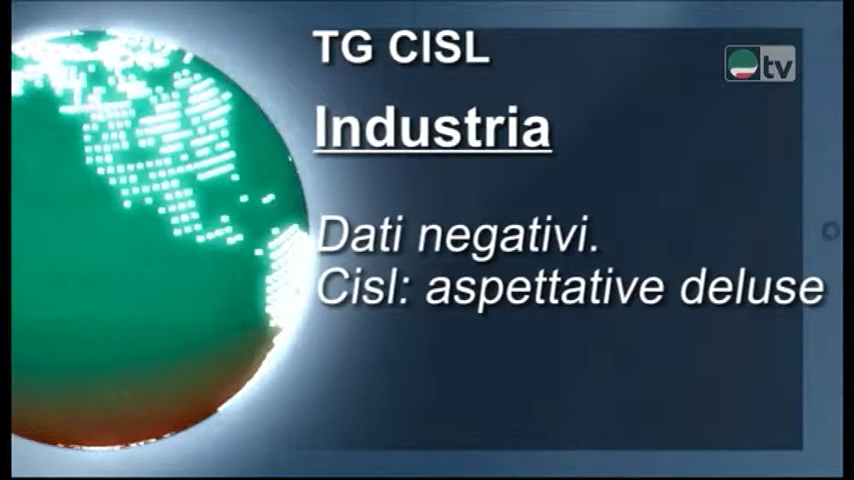 TG CISL
tv
Industria
Dati negativi.
Cisl: aspettative deluse